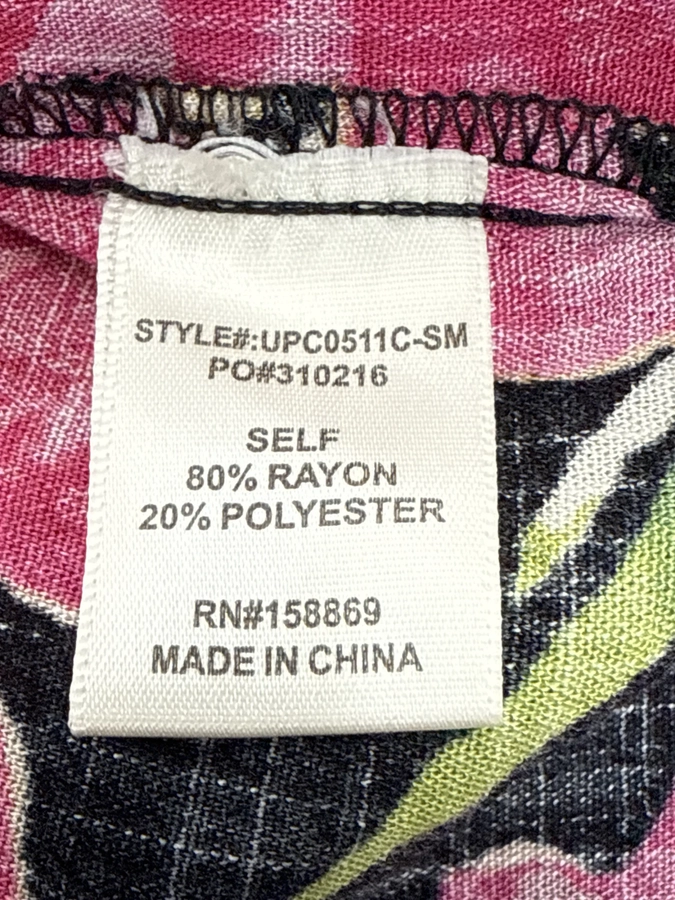 STYLE#:UPC0511C-SM
PO#310216
SELF
80% RAYON
20% POLYESTER
RN#158869
MADE IN CHINA